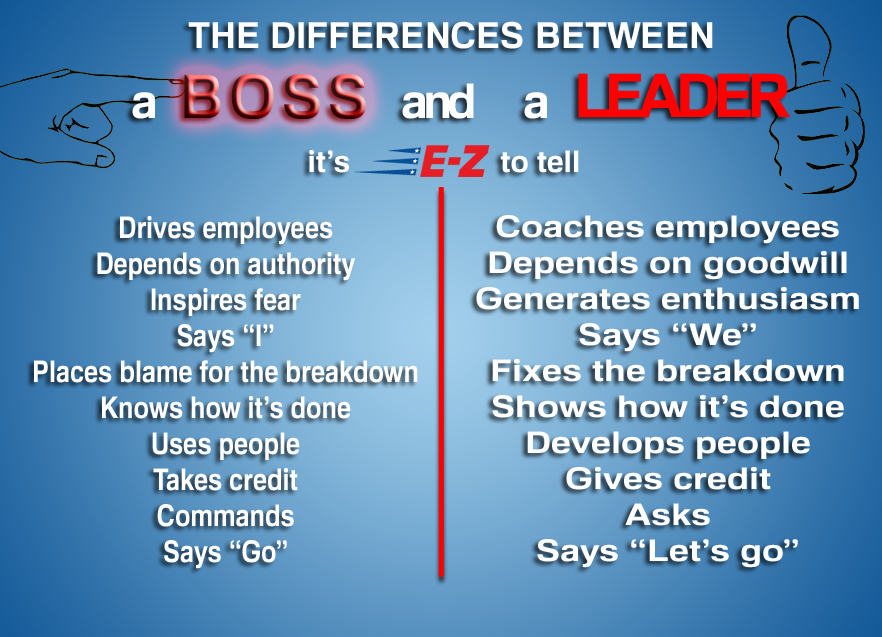 THE DIFFERENCES BETWEEN
a BOSS and a LEADER
it's E-Z to tell
Drives employees
Depends on authority
Inspires fear
Says “I”
Places blame for the breakdown
Knows how it's done
Uses people
Takes credit
Commands
Says “Go”
Coaches employees
Depends on goodwill
Generates enthusiasm
Says “We”
Fixes the breakdown
Shows how it's done
Develops people
Gives credit
Asks
Says “Let's go”